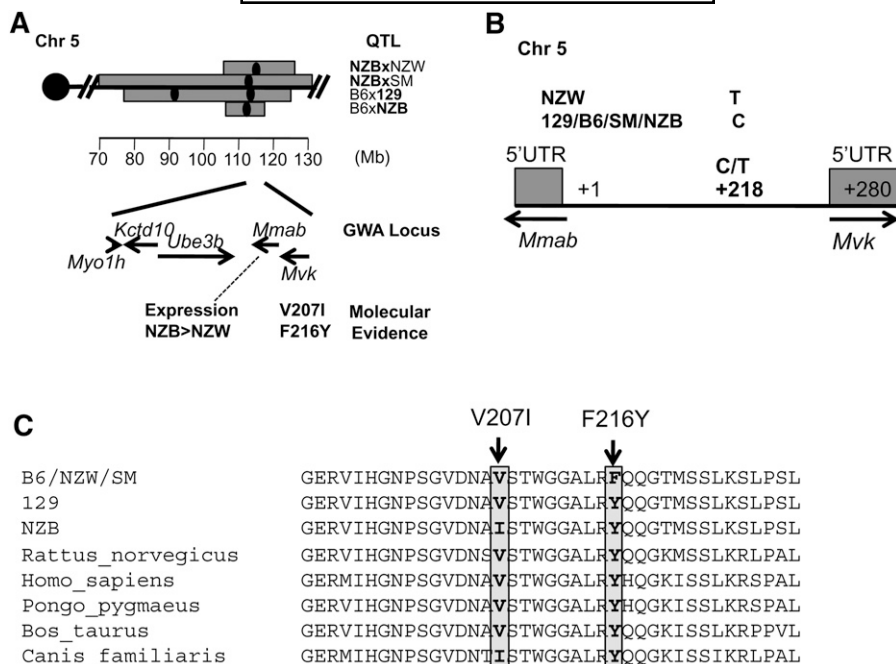 A
Chr 5
QTL
NZBxNZW
NZBxSM
B6x129
B6xNZB
70 80 90 100 110 120 130 (Mb)
Kctd10
Ube3b
Mmab
GWA Locus
Myo1h
Mvk
Expression V207I Molecular
NZB>NZW F216Y Evidence
B
Chr 5
NZW T
129/B6/SM/NZB C
5'UTR C/T 5'UTR
+1 +218 +280
Mmab Mvk
C
V207I F216Y
B6/NZW/SM GERVIHGNPSGVDNAVSTWGGALRFQQGTMSSLKSLPSL
129 GERVIHGNPSGVDNAVSTWGGALRYQQGTMSSLKSLPSL
NZB GERVIHGNPSGVDNAISTWGGALRYQQGTMSSLKSLPSL
Rattus_norvegicus GERVIHGNPSGVDNSVSTWGGALRYQQGKMSSLKRLPAL
Homo_sapiens GERMIHGNPSGVDNAVSTWGGALRYHQGKISSLKRSPAL
Pongo_pygmaeus GERMIHGNPSGVDNAVSTWGGALRYHQGKISSLKRSPAL
Bos_taurus GERVIHGNPSGVDNAVSTWGGALRYQQGKISSLKRPPVL
Canis familiaris GERMIHGNPSGVDNTISTWGGALRYQQGKISSIKRLPAL